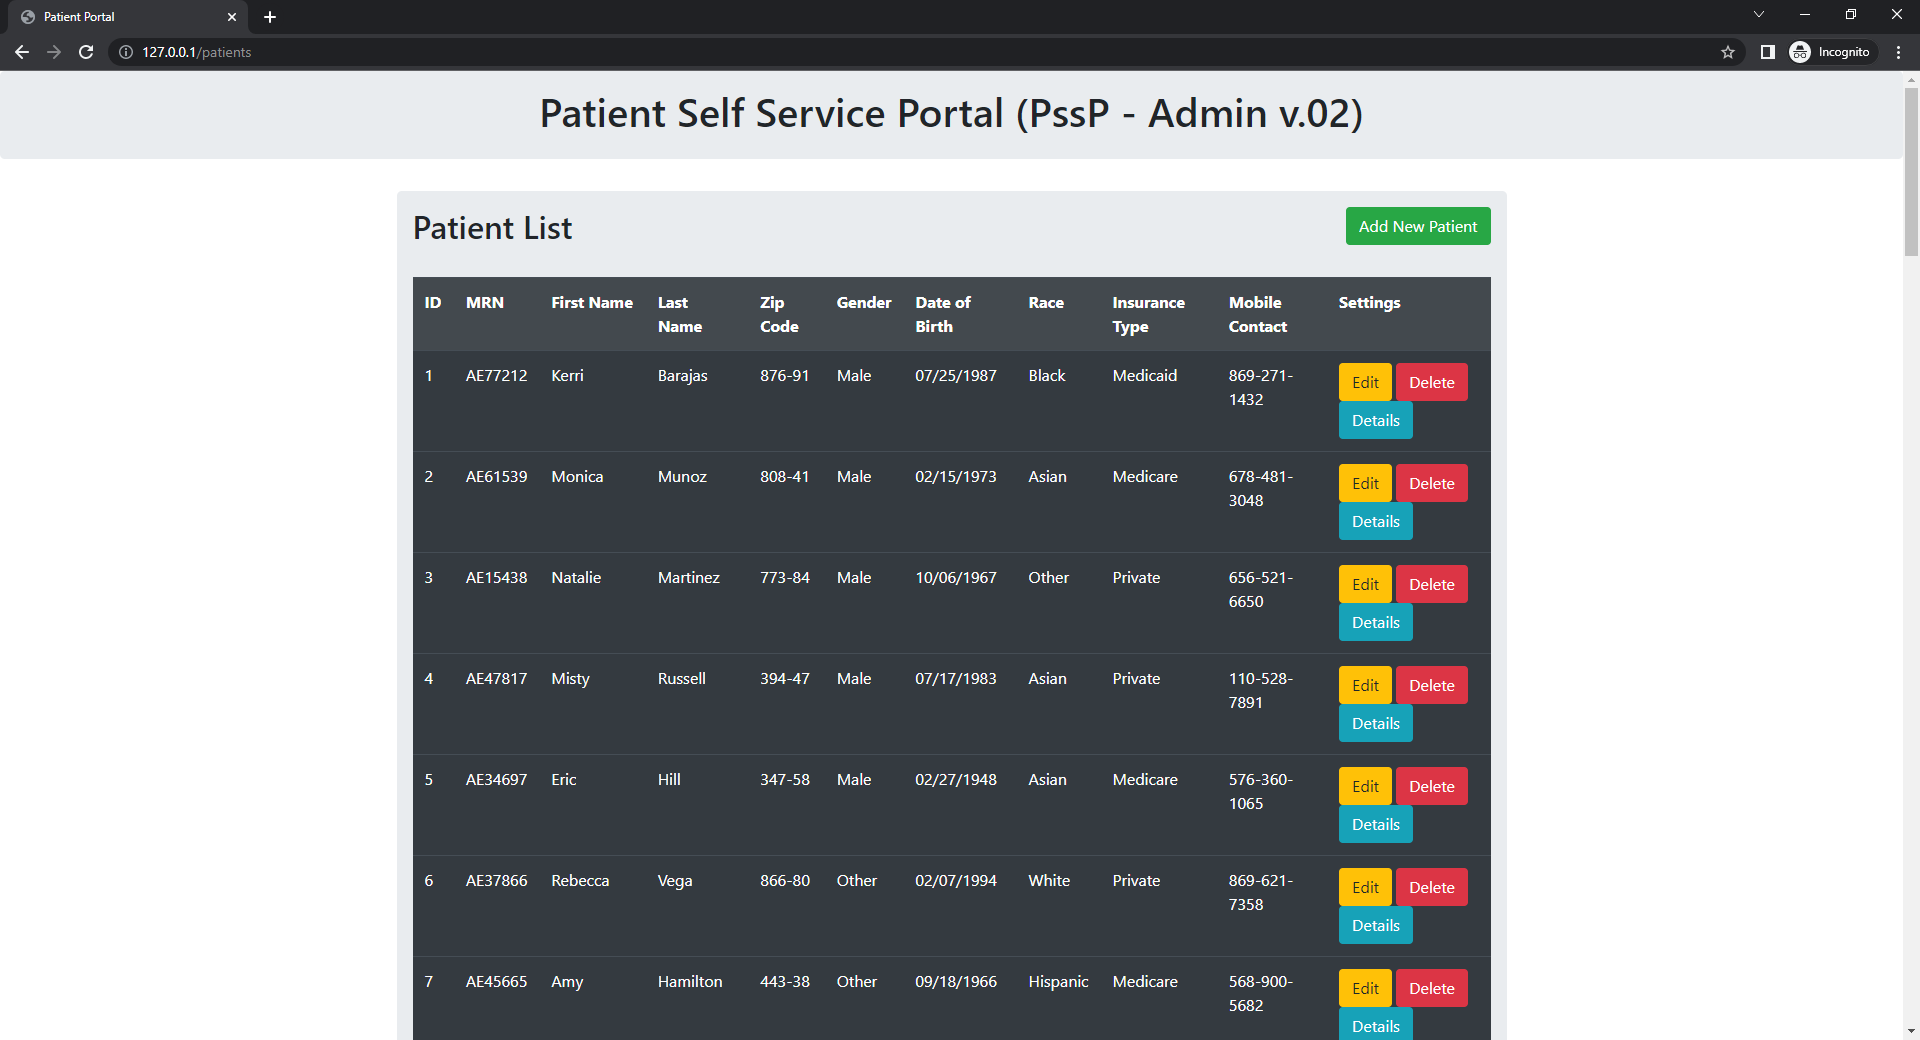 Patient Portal
127.0.0.1/patients
Incognito
Patient Self Service Portal (PssP - Admin v.02)
Patient List
Add New Patient
ID MRN First Name Last Name Zip Code Gender Date of Birth Race Insurance Type Mobile Contact Settings
1 AE77212 Kerri Barajas 876-91 Male 07/25/1987 Black Medicaid 869-271-1432 Edit Delete Details
2 AE61539 Monica Munoz 808-41 Male 02/15/1973 Asian Medicare 678-481-3048 Edit Delete Details
3 AE15438 Natalie Martinez 773-84 Male 10/06/1967 Other Private 656-521-6650 Edit Delete Details
4 AE47817 Misty Russell 394-47 Male 07/17/1983 Asian Private 110-528-7891 Edit Delete Details
5 AE34697 Eric Hill 347-58 Male 02/27/1948 Asian Medicare 576-360-1065 Edit Delete Details
6 AE37866 Rebecca Vega 866-80 Other 02/07/1994 White Private 869-621-7358 Edit Delete Details
7 AE45665 Amy Hamilton 443-38 Other 09/18/1966 Hispanic Medicare 568-900-5682 Edit Delete Details